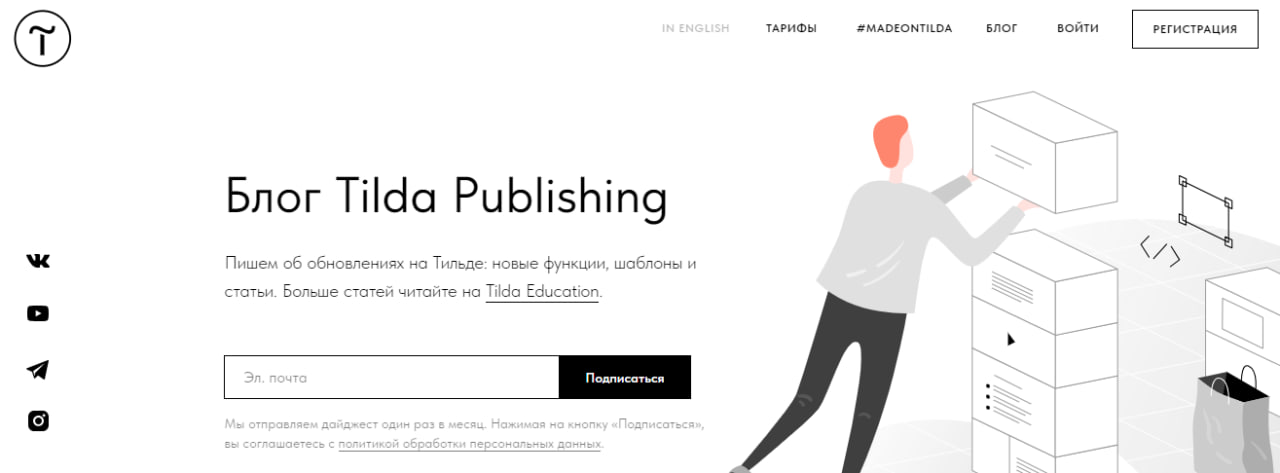 IN ENGLISH
ТАРИФЫ
#MADEONTILDA
БЛОГ
ВОЙТИ
РЕГИСТРАЦИЯ
Блог Tilda Publishing
Пишем об обновлениях на Тильде: новые функции, шаблоны и
статьи. Больше статей читайте на Tilda Education.
Эл. почта
Подписаться
Мы отправляем дайджест один раз в месяц. Нажимая на кнопку «Подписаться»,
вы соглашаетесь с политикой обработки персональных данных.